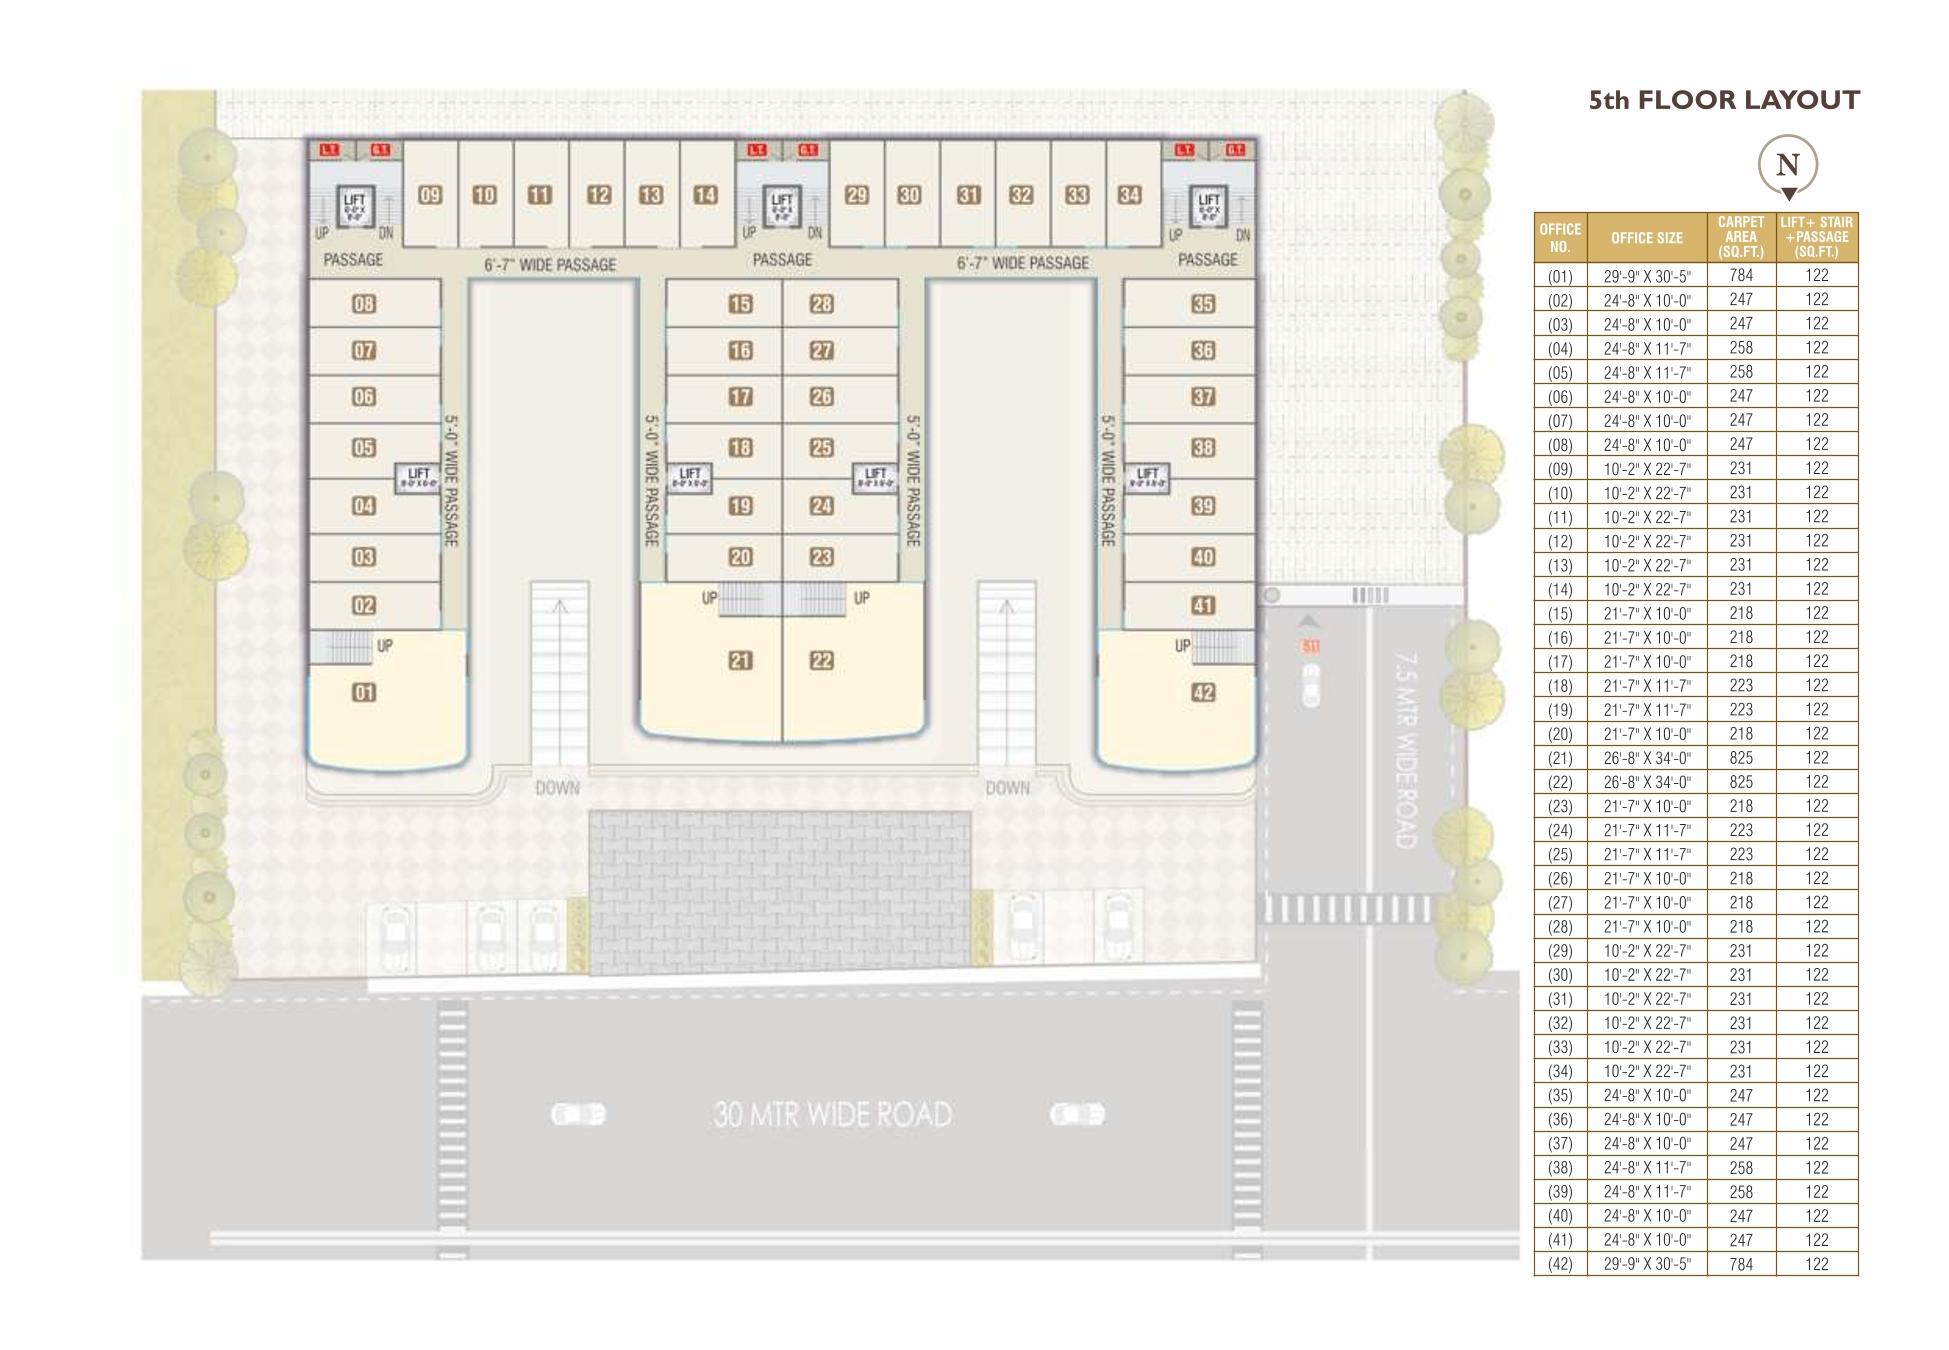 5th FLOOR LAYOUT
N
L.T. G.T. L.T. G.T. L.T. G.T.
LIFT 8'-0" X 8'-0" 09 10 11 12 13 14 LIFT 8'-0" X 8'-0" 29 30 31 32 33 34 LIFT 8'-0" X 8'-0"
UP DN UP DN UP DN
PASSAGE 6'-7" WIDE PASSAGE PASSAGE 6'-7" WIDE PASSAGE PASSAGE
08 15 28 35
07 16 27 36
06 17 26 37
05 18 25 38
LIFT LIFT LIFT LIFT
5'-0" WIDE PASSAGE 5'-0" WIDE PASSAGE 5'-0" WIDE PASSAGE 5'-0" WIDE PASSAGE
04 19 24 39
03 20 23 40
02 UP UP 41
UP UP
01 21 22 42
DOWN DOWN
7.5 MTR WIDE ROAD
30 MTR WIDE ROAD
OFFICE NO. OFFICE SIZE CARPET AREA (SQ.FT.) LIFT+ STAIR +PASSAGE (SQ.FT.)
(01) 29'-9" X 30'-5" 784 122
(02) 24'-8" X 10'-0" 247 122
(03) 24'-8" X 10'-0" 247 122
(04) 24'-8" X 11'-7" 258 122
(05) 24'-8" X 11'-7" 258 122
(06) 24'-8" X 10'-0" 247 122
(07) 24'-8" X 10'-0" 247 122
(08) 24'-8" X 10'-0" 247 122
(09) 10'-2" X 22'-7" 231 122
(10) 10'-2" X 22'-7" 231 122
(11) 10'-2" X 22'-7" 231 122
(12) 10'-2" X 22'-7" 231 122
(13) 10'-2" X 22'-7" 231 122
(14) 10'-2" X 22'-7" 231 122
(15) 21'-7" X 10'-0" 218 122
(16) 21'-7" X 10'-0" 218 122
(17) 21'-7" X 10'-0" 218 122
(18) 21'-7" X 11'-7" 223 122
(19) 21'-7" X 11'-7" 223 122
(20) 21'-7" X 10'-0" 218 122
(21) 26'-8" X 34'-0" 825 122
(22) 26'-8" X 34'-0" 825 122
(23) 21'-7" X 10'-0" 218 122
(24) 21'-7" X 11'-7" 223 122
(25) 21'-7" X 11'-7" 223 122
(26) 21'-7" X 10'-0" 218 122
(27) 21'-7" X 10'-0" 218 122
(28) 21'-7" X 10'-0" 218 122
(29) 10'-2" X 22'-7" 231 122
(30) 10'-2" X 22'-7" 231 122
(31) 10'-2" X 22'-7" 231 122
(32) 10'-2" X 22'-7" 231 122
(33) 10'-2" X 22'-7" 231 122
(34) 10'-2" X 22'-7" 231 122
(35) 24'-8" X 10'-0" 247 122
(36) 24'-8" X 10'-0" 247 122
(37) 24'-8" X 10'-0" 247 122
(38) 24'-8" X 11'-7" 258 122
(39) 24'-8" X 11'-7" 258 122
(40) 24'-8" X 10'-0" 247 122
(41) 24'-8" X 10'-0" 247 122
(42) 29'-9" X 30'-5" 784 122